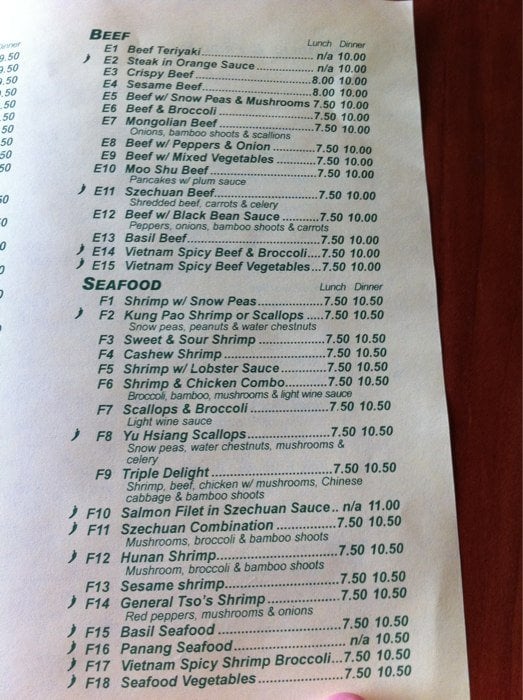 BEEF
Lunch Dinner
E1 Beef Teriyaki n/a 10.00
E2 Steak in Orange Sauce n/a 10.00
E3 Crispy Beef 8.00 10.00
E4 Sesame Beef 8.00 10.00
E5 Beef w/ Snow Peas & Mushrooms 7.50 10.00
E6 Beef & Broccoli 7.50 10.00
E7 Mongolian Beef 7.50 10.00
Onions, bamboo shoots & scallions
E8 Beef w/ Peppers & Onion 7.50 10.00
E9 Beef w/ Mixed Vegetables 7.50 10.00
E10 Moo Shu Beef 7.50 10.00
Pancakes w/ plum sauce
E11 Szechuan Beef 7.50 10.00
Shredded beef, carrots & celery
E12 Beef w/ Black Bean Sauce 7.50 10.00
Peppers, onions, bamboo shoots & carrots
E13 Basil Beef 7.50 10.00
E14 Vietnam Spicy Beef & Broccoli 7.50 10.00
E15 Vietnam Spicy Beef Vegetables 7.50 10.00
SEAFOOD
Lunch Dinner
F1 Shrimp w/ Snow Peas 7.50 10.50
F2 Kung Pao Shrimp or Scallops 7.50 10.50
Snow peas, peanuts & water chestnuts
F3 Sweet & Sour Shrimp 7.50 10.50
F4 Cashew Shrimp 7.50 10.50
F5 Shrimp w/ Lobster Sauce 7.50 10.50
F6 Shrimp & Chicken Combo 7.50 10.50
Broccoli, bamboo, mushrooms & light wine sauce
F7 Scallops & Broccoli 7.50 10.50
Light wine sauce
F8 Yu Hsiang Scallops 7.50 10.50
Snow peas, water chestnuts, mushrooms &
celery
F9 Triple Delight 7.50 10.50
Shrimp, beef, chicken w/ mushrooms, Chinese
cabbage & bamboo shoots
F10 Salmon Filet in Szechuan Sauce n/a 11.00
F11 Szechuan Combination 7.50 10.50
Mushrooms, broccoli & bamboo shoots
F12 Hunan Shrimp 7.50 10.50
Mushroom, broccoli & bamboo shoots
F13 Sesame shrimp 7.50 10.50
F14 General Tso's Shrimp 7.50 10.50
Red peppers, mushrooms & onions
F15 Basil Seafood 7.50 10.50
F16 Panang Seafood n/a 10.50
F17 Vietnam Spicy Shrimp Broccoli 7.50 10.50
F18 Seafood Vegetables 7.50 10.50